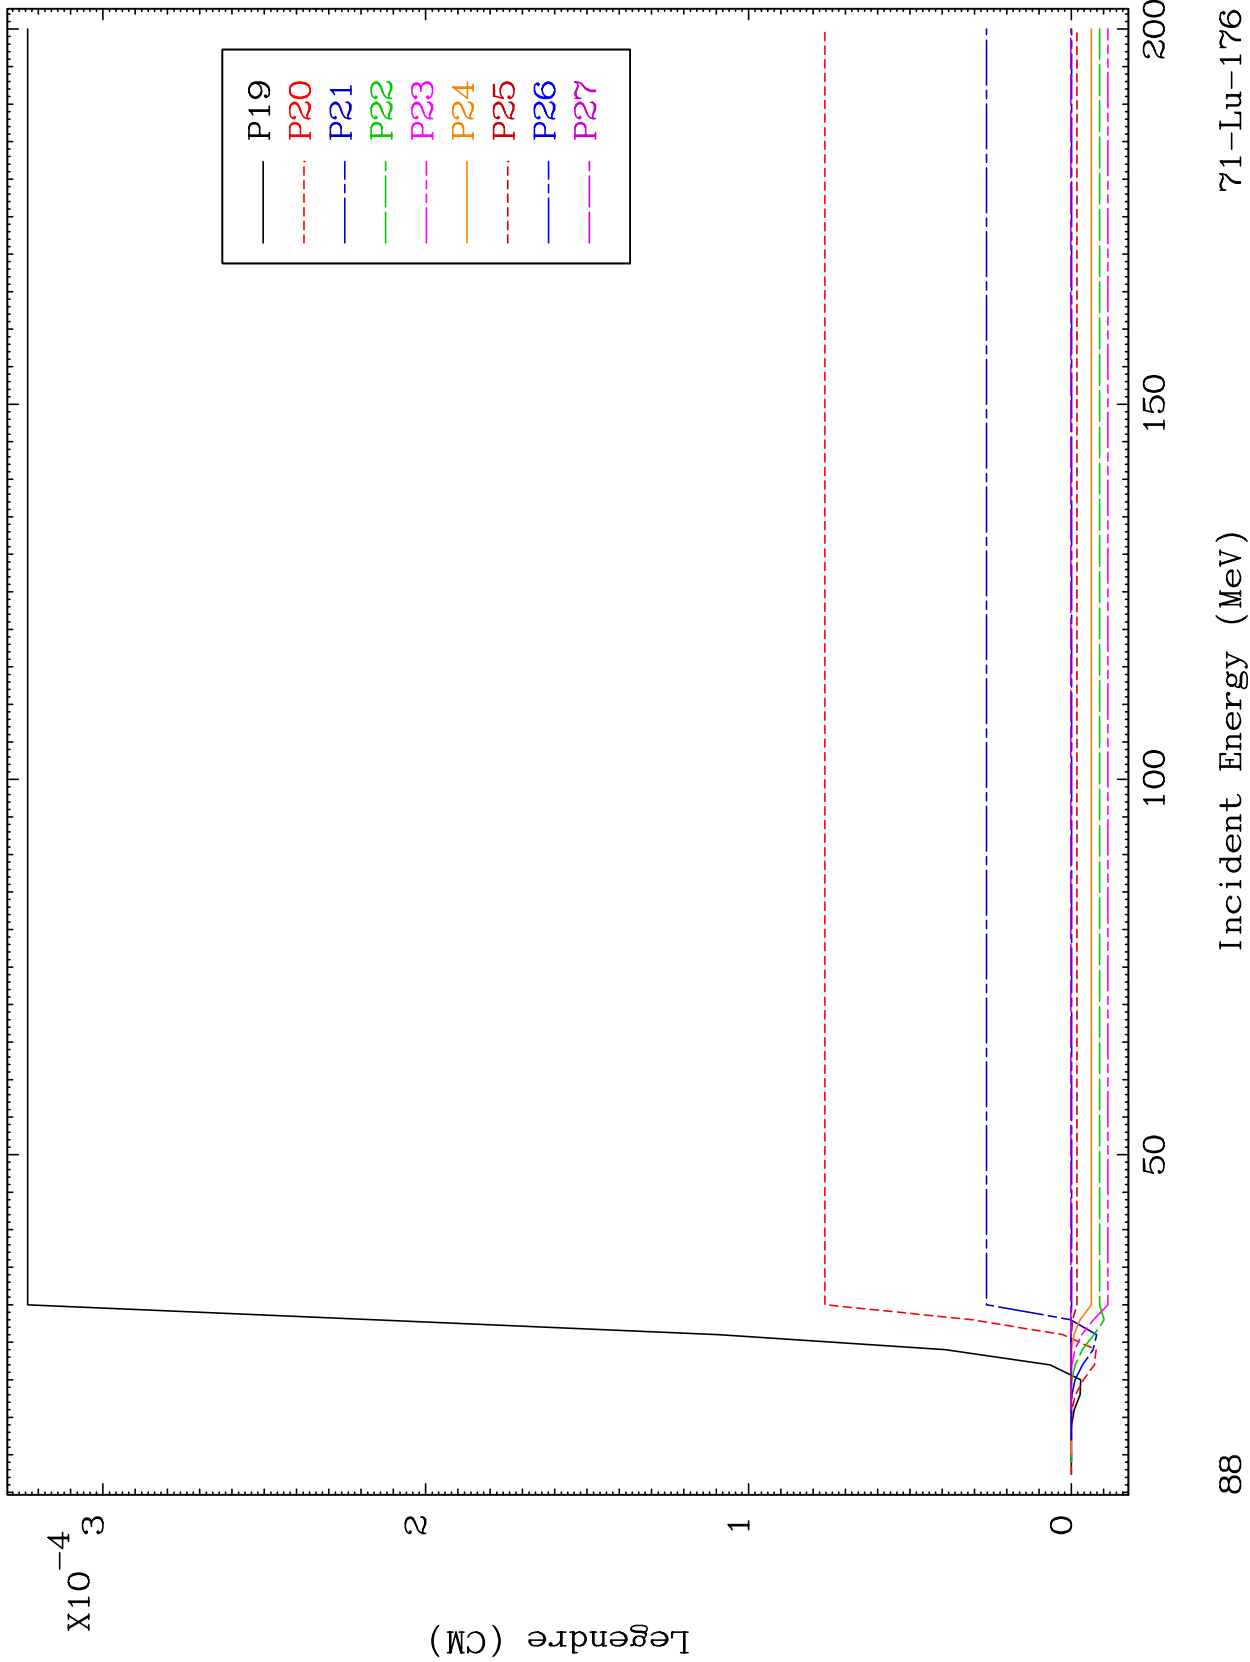 X10-4
3
2
1
0
Legendre (CM)
P19
P20
P21
P22
P23
P24
P25
P26
P27
50
100
150
200
88
Incident Energy (MeV)
71-Lu-176